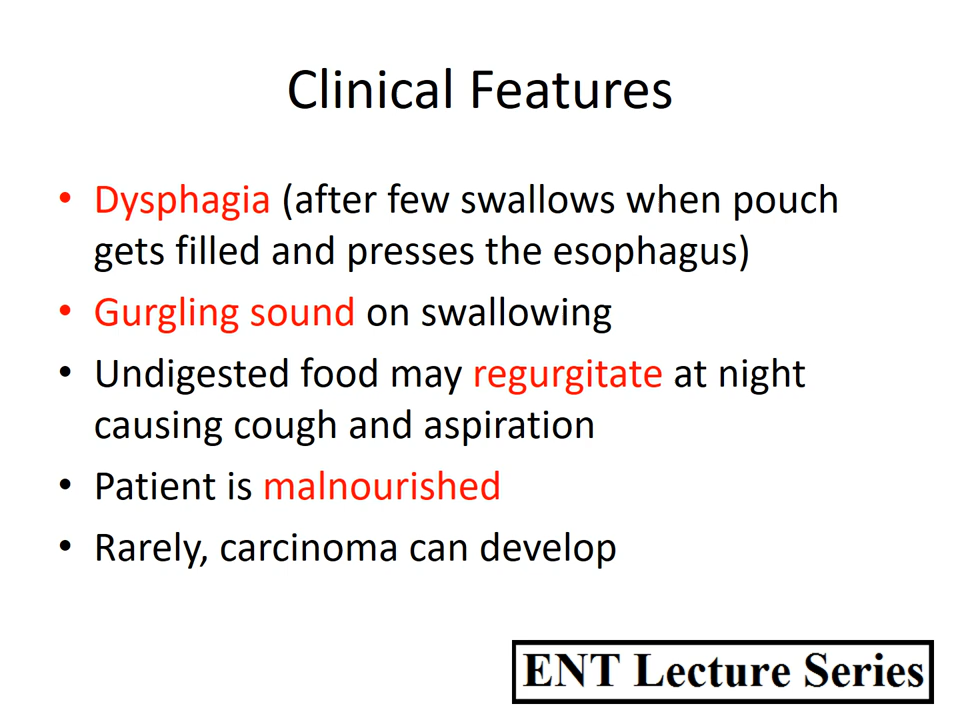 Clinical Features
• Dysphagia (after few swallows when pouch
gets filled and presses the esophagus)
• Gurgling sound on swallowing
• Undigested food may regurgitate at night
causing cough and aspiration
• Patient is malnourished
• Rarely, carcinoma can develop
ENT Lecture Series